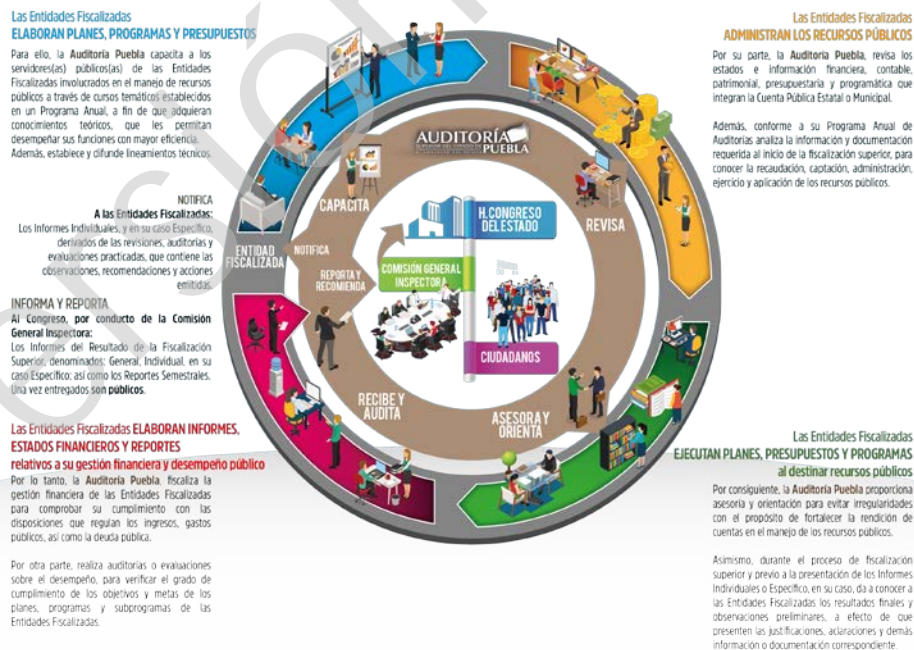 Las Entidades Fiscalizadas
ELABORAN PLANES, PROGRAMAS Y PRESUPUESTOS
Para ello, la Auditoría Puebla capacita a los
servidores(as) públicos(as) de las Entidades
Fiscalizadas involucrados en el manejo de recursos
públicos a través de cursos temáticos establecidos
en un Programa Anual, a fin de que adquieran
conocimientos teóricos, que les permitan
desempeñar sus funciones con mayor eficiencia.
Además, establece y difunde lineamientos técnicos.
NOTIFICA
A las Entidades Fiscalizadas:
Los Informes Individuales, y en su caso Específico,
derivados de las revisiones, auditorías y
evaluaciones practicadas, que contiene las
observaciones, recomendaciones y acciones
emitidas.
INFORMA Y REPORTA
Al Congreso, por conducto de la Comisión
General Inspectora:
Los Informes del Resultado de la Fiscalización
Superior, denominados: General, Individual, en su
caso Específico; así como los Reportes Semestrales.
Una vez entregados son públicos.
Las Entidades Fiscalizadas ELABORAN INFORMES,
ESTADOS FINANCIEROS Y REPORTES
relativos a su gestión financiera y desempeño público
Por lo tanto, la Auditoría Puebla, fiscaliza la
gestión financiera de las Entidades Fiscalizadas
para comprobar su cumplimiento con las
disposiciones que regulan los ingresos, gastos
públicos, así como la deuda pública.
Por otra parte, realiza auditorías o evaluaciones
sobre el desempeño, para verificar el grado de
cumplimiento de los objetivos y metas de los
planes, programas y subprogramas de las
Entidades Fiscalizadas.
AUDITORÍA
PUEBLA
CAPACITA
REVISA
ENTIDAD
FISCALIZADA
NOTIFICA
REPORTA Y
RECOMIENDA
H. CONGRESO
DEL ESTADO
COMISIÓN GENERAL
INSPECTORA
CIUDADANOS
RECIBE Y
AUDITA
ASESORA Y
ORIENTA
Las Entidades Fiscalizadas
ADMINISTRAN LOS RECURSOS PÚBLICOS
Por su parte, la Auditoría Puebla, revisa los
estados e información financiera, contable,
patrimonial, presupuestaria y programática que
integran la Cuenta Pública Estatal o Municipal.
Además, conforme a su Programa Anual de
Auditorías analiza la información y documentación
requerida al inicio de la fiscalización superior, para
conocer la recaudación, captación, administración,
ejercicio y aplicación de los recursos públicos.
Las Entidades Fiscalizadas
EJECUTAN PLANES, PRESUPUESTOS Y PROGRAMAS
al destinar recursos públicos
Por consiguiente, la Auditoría Puebla proporciona
asesoría y orientación para evitar irregularidades
con el propósito de fortalecer la rendición de
cuentas en el manejo de los recursos públicos.
Asimismo, durante el proceso de fiscalización
superior y previo a la presentación de los Informes
Individuales o Específico, en su caso, da a conocer a
las Entidades Fiscalizadas los resultados finales y
observaciones preliminares, a efecto de que
presenten las justificaciones, aclaraciones y demás
información o documentación correspondiente.